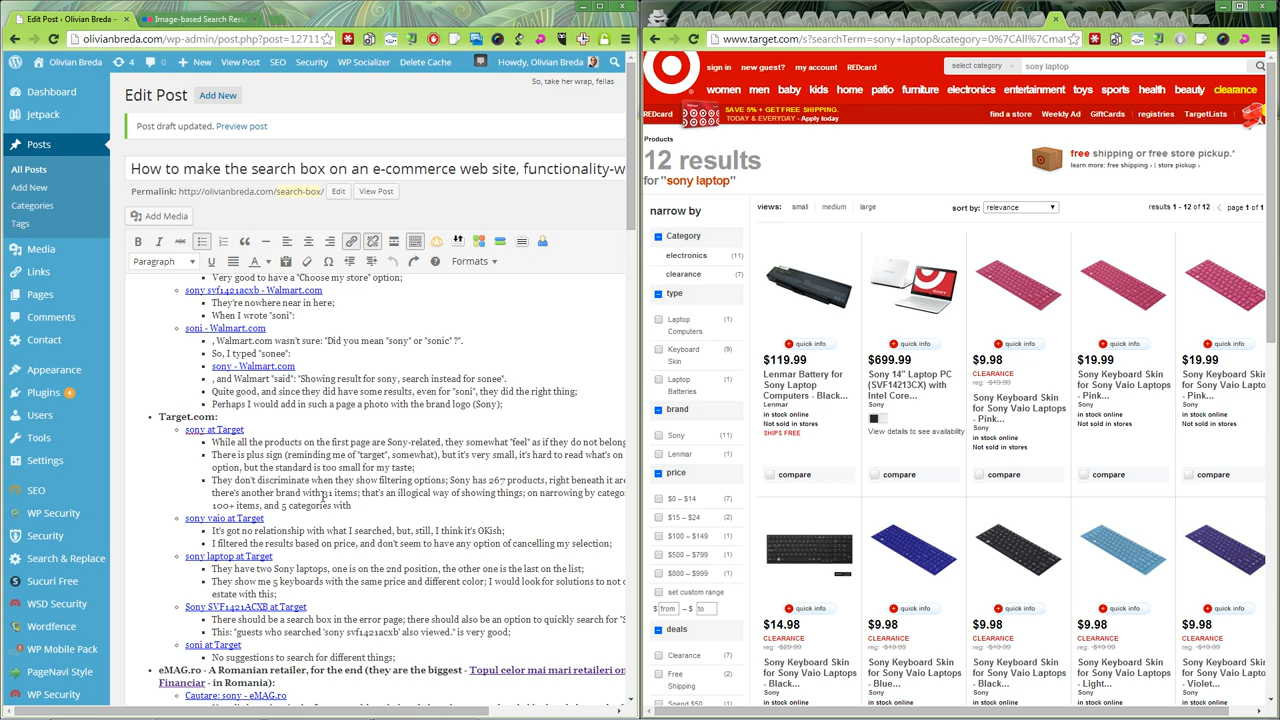 Edit Post ‹ Olivian Breda
Image-based Search Resu
olivianbreda.com/wp-admin/post.php?post=12711
www.target.com/s?searchTerm=sony+laptop&category=0%7CAll%7Cmat
Olivian Breda
4
0
New
View Post
SEO
Security
WP Socializer
Delete Cache
Howdy, Olivian Breda
So, take her wrap, fellas
Dashboard
Jetpack
Posts
All Posts
Add New
Categories
Tags
Media
Links
Pages
Comments
Contact
Appearance
Plugins 4
Users
Tools
Settings
SEO
WP Security
Security
Search & Replace
Sucuri Free
WSD Security
Wordfence
WP Mobile Pack
PageNavi Style
WP Security
Edit Post Add New
Post draft updated. Preview post
How to make the search box on an e-commerce web site, functionality-w
Permalink: http://olivianbreda.com/search-box/ Edit View Post
Add Media
B I ABC
Paragraph U A Ω Formats
Very good to have a "Choose my store" option;
sony svf1421acxb - Walmart.com
They're nowhere near in here;
When I wrote "soni":
soni - Walmart.com
, Walmart.com wasn't sure: "Did you mean "sony" or "sonic" ?".
So, I typed "sonee":
sony - Walmart.com
, and Walmart "said": "Showing result for sony, search instead for sonee".
Quite good, and since they did have some results, even for "soni", they did the right thing;
Perhaps I would add in such a page a photo with the brand logo (Sony);
Target.com:
sony at Target
While all the products on the first page are Sony-related, they somewhat "feel" as if they do not belong
There is plus sign (reminds me of "target", somewhat), but it's very small, it's hard to read what's on
option, but the standard is too small for my taste;
They don't discriminate when they show filtering options; Sony has 267 products, right beneath it are
there's another brand with 1 items; that's an illogical way of showing things; on narrowing by catego
100+ items, and 5 categories with
sony vaio at Target
It's got no relationship with what I searched, but, still, I think it's OKish;
I filtered the results based on price, and don't seem to have any option of cancelling my selection;
sony laptop at Target
They have two Sony laptops, one is on the 2nd position, the other one is the last on the list;
They show me 5 keyboards with the same price and different color; I would look for solutions to not o
estate with this;
Sony SVF1421ACXB at Target
There should be a search box in the error page; there should also be an option to quickly search for "S
This: "guests who searched "sony svf1421acxb" also viewed." is very good;
soni at Target
No suggestions to search for different things;
eMAG.ro - A Romanian retailer, for the end (they are the biggest - Topul celor mai mari retaileri on
Financiar - in Romania):
Cautare: sony - eMAG.ro
sign in
new guest?
my account
REDcard
select category
sony laptop
women
men
baby
kids
home
patio
furniture
electronics
entertainment
toys
sports
health
beauty
clearance
REDcard
SAVE 5% + GET FREE SHIPPING.
TODAY & EVERYDAY - Apply today
find a store
Weekly Ad
GiftCards
registries
TargetLists
Products
12 results
for "sony laptop"
free shipping or free store pickup.*
learn more: free shipping › | store pickup ›
narrow by
views: small medium large
sort by: relevance
results 1 - 12 of 12
page 1 of 1
Category
electronics (11)
clearance (7)
type
Laptop Computers (1)
Keyboard Skin (9)
Laptop Batteries (1)
brand
Sony (11)
Lenmar (1)
price
$0 – $14 (7)
$15 – $24 (2)
$100 – $149 (1)
$500 – $799 (1)
$800 – $999 (1)
set custom range
$ from – $ to
deals
Clearance (7)
Free Shipping (2)
Spend $50 (1)
quick info
$119.99
Lenmar Battery for Sony Laptop Computers - Black...
Lenmar
in stock online
SHIPS FREE
compare
quick info
$699.99
Sony 14" Laptop PC (SVF14213CX) with Intel Core...
Sony
View details to see availability
compare
quick info
$9.98
CLEARANCE
reg: $19.99
Sony Keyboard Skin for Sony Vaio Laptops - Pink...
Sony
in stock online
Not sold in stores
compare
quick info
$19.99
Sony Keyboard Skin for Sony Vaio Laptops - Pink...
Sony
in stock online
Not sold in stores
compare
quick info
$19.99
Sony Keyboard Skin for Sony Vaio Laptops - Pink...
Sony
in stock online
Not sold in stores
compare
quick info
$14.98
CLEARANCE
reg: $29.99
Sony Keyboard Skin for Sony Vaio Laptops - Black...
Sony
in stock online
quick info
$9.98
CLEARANCE
reg: $19.99
Sony Keyboard Skin for Sony Vaio Laptops - Blue...
Sony
in stock online
quick info
$9.98
CLEARANCE
reg: $19.99
Sony Keyboard Skin for Sony Vaio Laptops - Black...
Sony
in stock online
quick info
$9.98
CLEARANCE
reg: $19.99
Sony Keyboard Skin for Sony Vaio Laptops - Light...
Sony
in stock online
quick info
$9.98
CLEARANCE
reg: $19.99
Sony Keyboard Skin for Sony Vaio Laptops - Violet...
Sony
in stock online